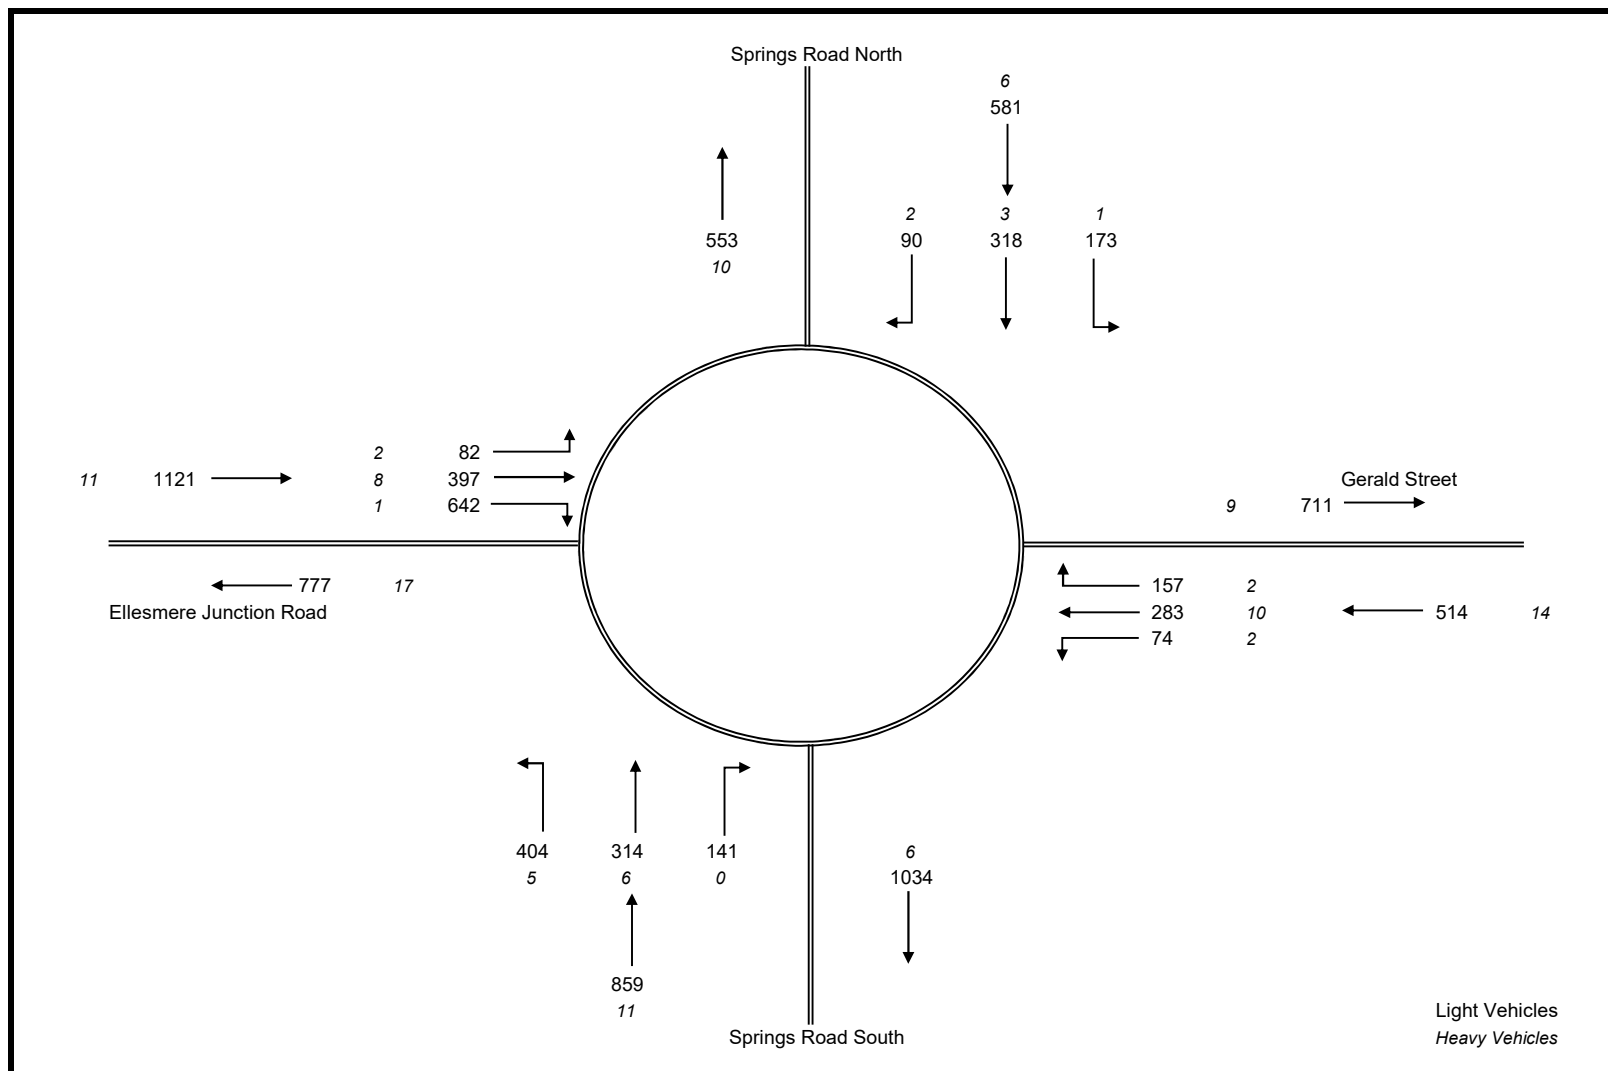 Springs Road North
6
581
2 3 1
553 90 318 173
10
2 82
11 1121 8 397 Gerald Street
1 642 9 711
777 17 157 2
Ellesmere Junction Road 283 10 514 14
74 2
404 314 141 6
5 6 0 1034
859
11 Light Vehicles
Springs Road South Heavy Vehicles